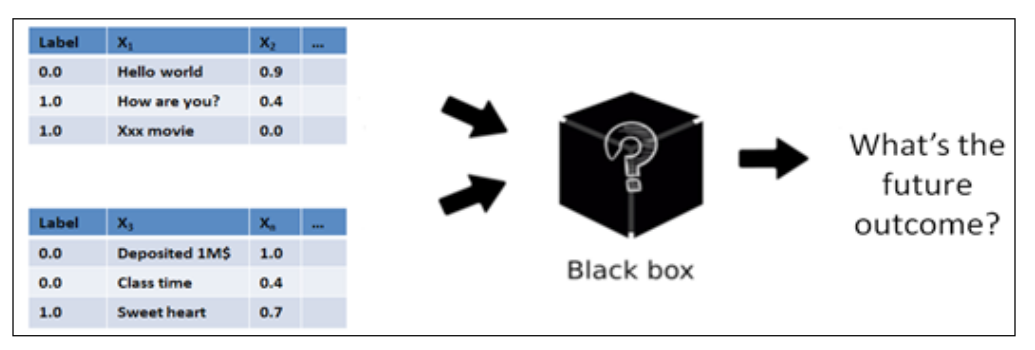 Label X₁ X₂ ...
0.0 Hello world 0.9
1.0 How are you? 0.4
1.0 Xxx movie 0.0
Label X₃ Xₙ ...
0.0 Deposited 1M$ 1.0
0.0 Class time 0.4
1.0 Sweet heart 0.7
?
Black box
What's the
future
outcome?